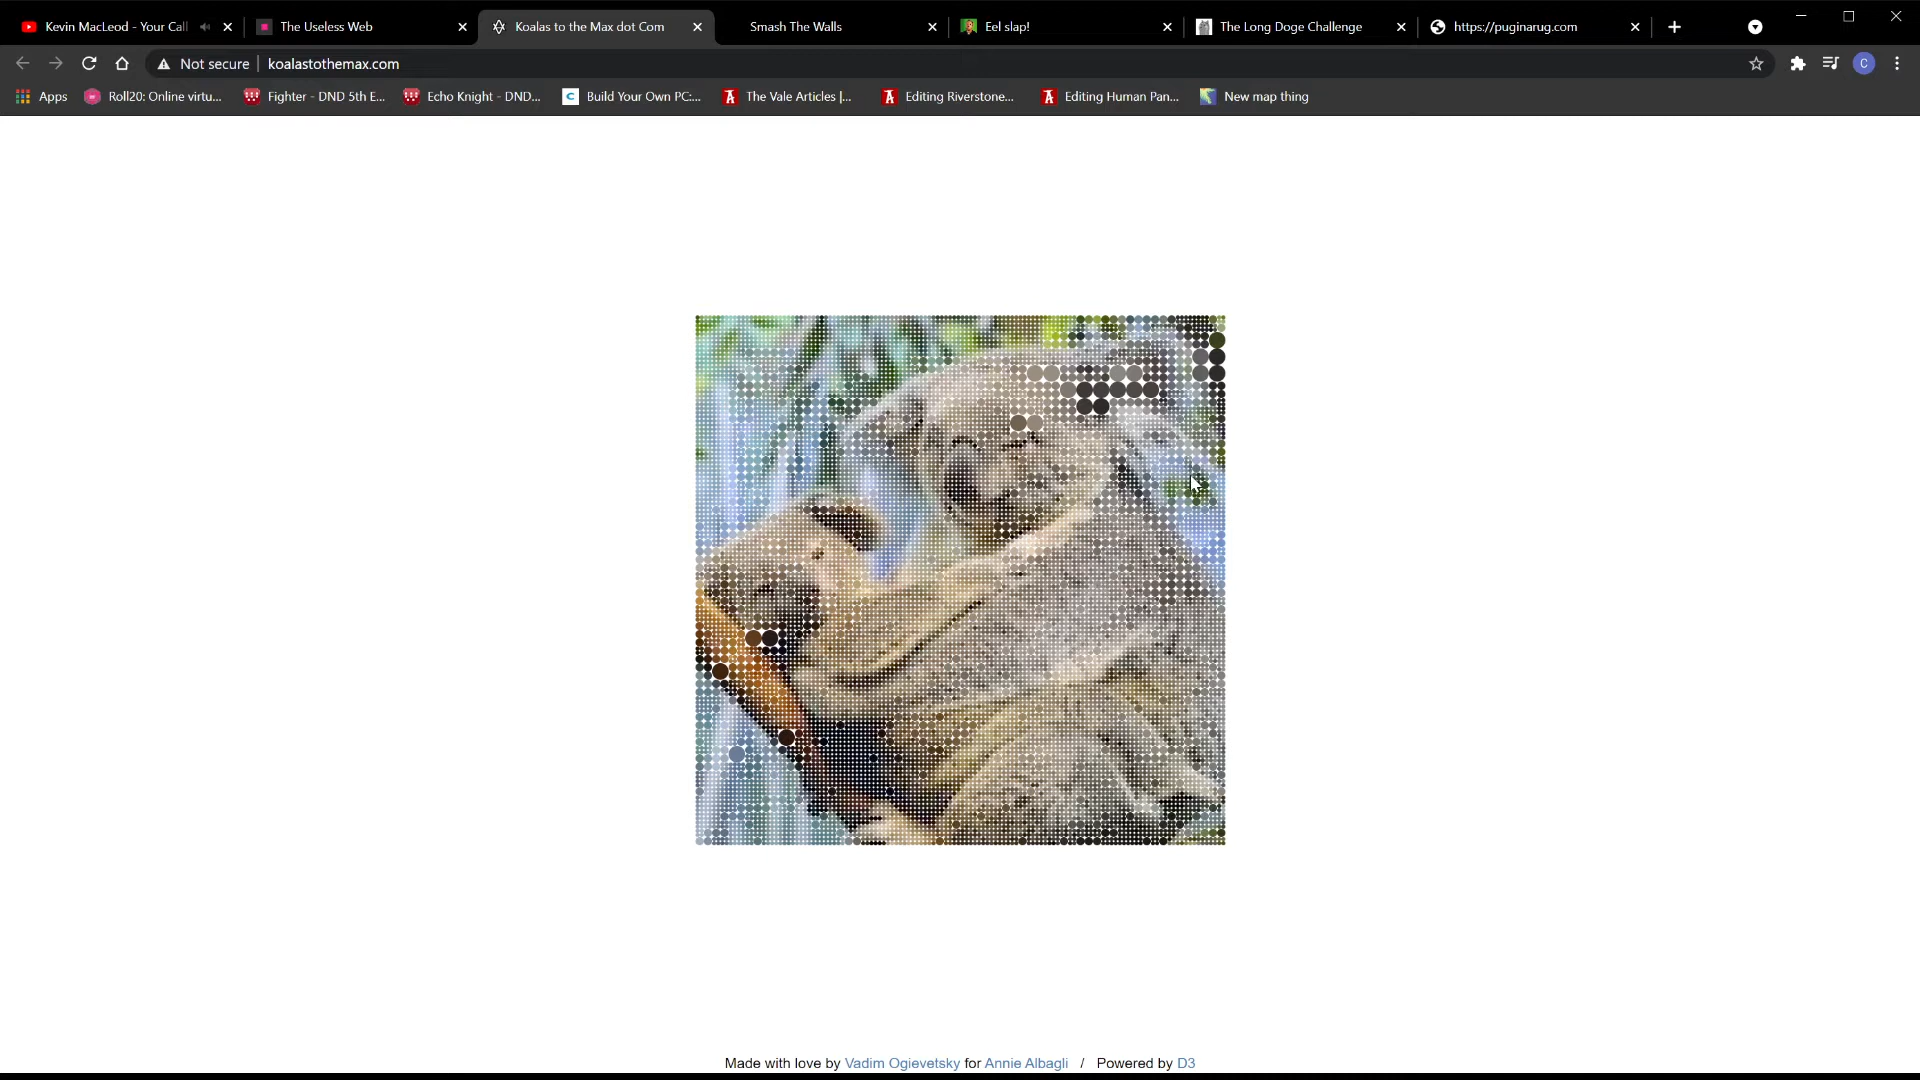 Kevin MacLeod - Your Call
The Useless Web
Koalas to the Max dot Com
Smash The Walls
Eel slap!
The Long Doge Challenge
https://puginarug.com
Not secure
koalastothemax.com
C
Apps
Roll20: Online virtu...
Fighter - DND 5th E...
Echo Knight - DND...
Build Your Own PC:...
The Vale Articles |...
Editing Riverstone...
Editing Human Pan...
New map thing
Made with love by Vadim Ogievetsky for Annie Albagli / Powered by D3